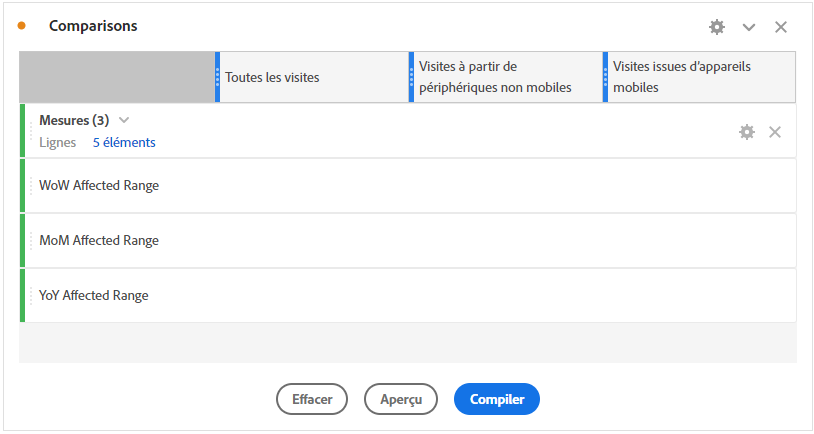 Comparisons
Toutes les visites
Visites à partir de
périphériques non mobiles
Visites issues d'appareils
mobiles
Mesures (3)
Lignes 5 éléments
WoW Affected Range
MoM Affected Range
YoY Affected Range
Effacer
Aperçu
Compiler